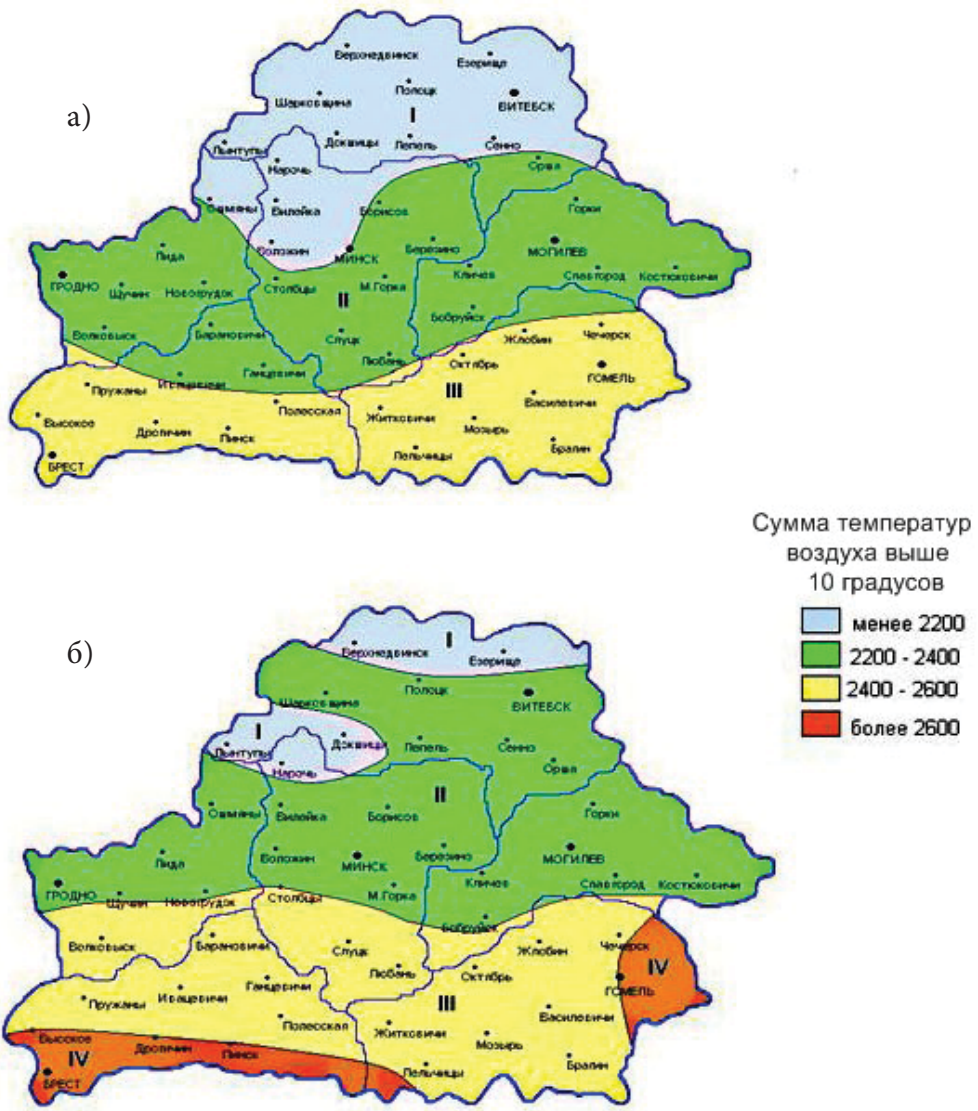 а)
Верхнедвинск
Езерище
Полоцк
Шарковщина
ВИТЕБСК
I
Докшицы
Лепель
Сенно
Лынтупы
Нарочь
Орша
Ошмяны
Вилейка
Борисов
Горки
Воложин
МИНСК
Березино
МОГИЛЕВ
Лида
ГРОДНО
Щучин
Новогрудок
Столбцы
М.Горка
Кличев
Славгород
Костюковичи
II
Волковыск
Барановичи
Слуцк
Бобруйск
Жлобин
Чечерск
Любань
Октябрь
ГОМЕЛЬ
Пружаны
Ивацевичи
Ганцевичи
III
Василевичи
Высокое
Полесская
Житковичи
Мозырь
Дрогичин
Пинск
Лельчицы
Брагин
БРЕСТ
Сумма температур
воздуха выше
10 градусов
менее 2200
2200 - 2400
2400 - 2600
более 2600
б)
I
Верхнедвинск
Езерище
Полоцк
Шарковщина
ВИТЕБСК
I
Лынтупы
Докшицы
Лепель
Сенно
Нарочь
Орша
II
Ошмяны
Вилейка
Борисов
Горки
Лида
Воложин
МИНСК
Березино
МОГИЛЕВ
ГРОДНО
Щучин
Новогрудок
Столбцы
М.Горка
Кличев
Славгород
Костюковичи
Бобруйск
Волковыск
Барановичи
Слуцк
Жлобин
Чечерск
Любань
Октябрь
ГОМЕЛЬ
IV
Пружаны
Ивацевичи
Ганцевичи
III
Василевичи
Полесская
Житковичи
Мозырь
Высокое
IV
Дрогичин
Пинск
Лельчицы
Брагин
БРЕСТ